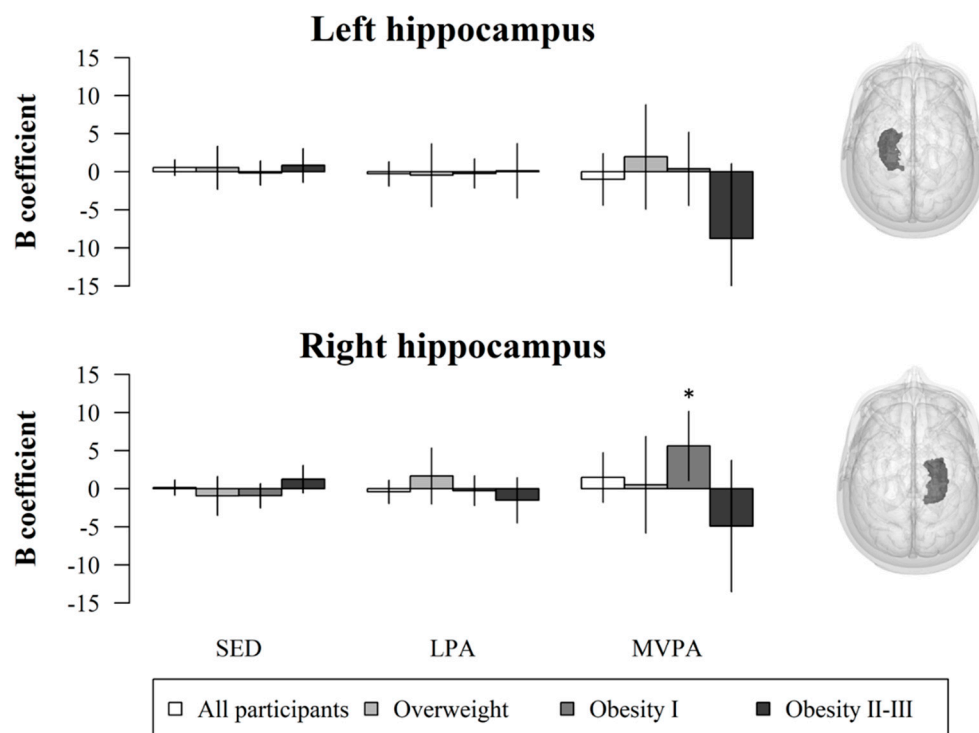 Left hippocampus
B coefficient
15
10
5
0
-5
-10
-15
Right hippocampus
B coefficient
15
10
5
0
-5
-10
-15
*
SED LPA MVPA
All participants Overweight Obesity I Obesity II-III